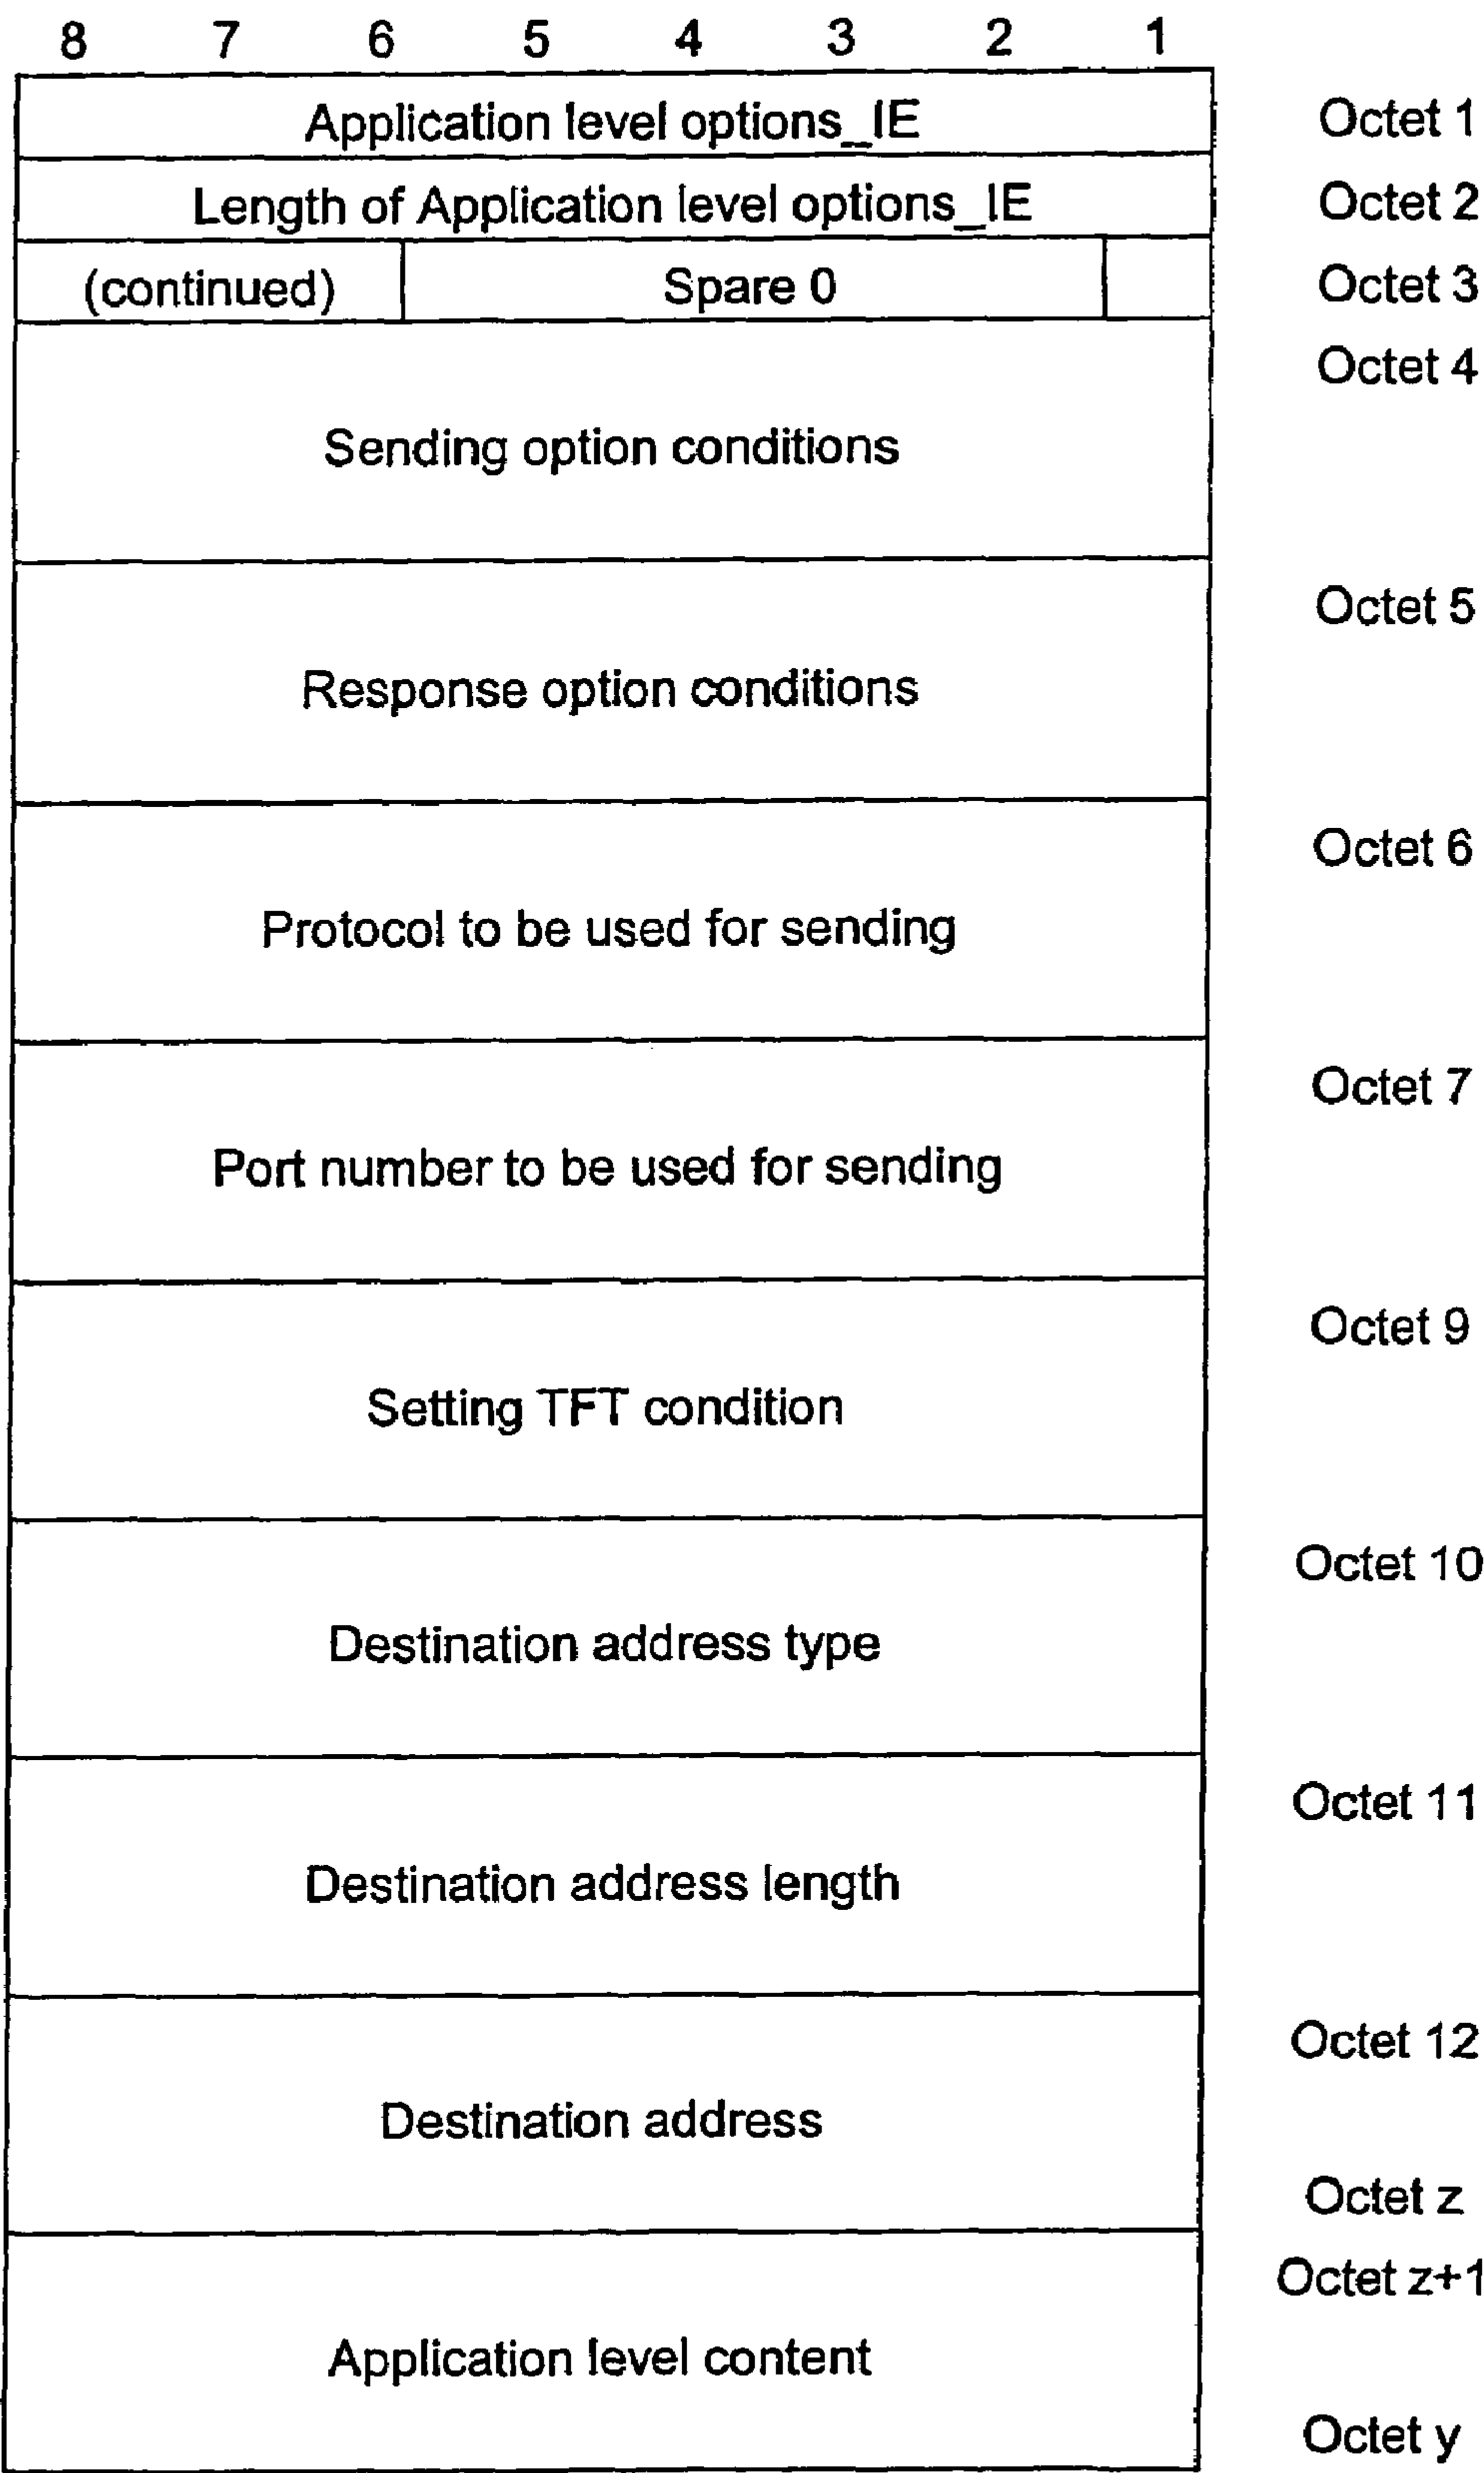 8 7 6 5 4 3 2 1
Application level options_IE Octet 1
Length of Application level options_IE Octet 2
(continued) Spare 0 Octet 3
Octet 4
Sending option conditions
Octet 5
Response option conditions
Octet 6
Protocol to be used for sending
Octet 7
Port number to be used for sending
Octet 9
Setting TFT condition
Octet 10
Destination address type
Octet 11
Destination address length
Octet 12
Destination address
Octet z
Octet z+1
Application level content
Octet y